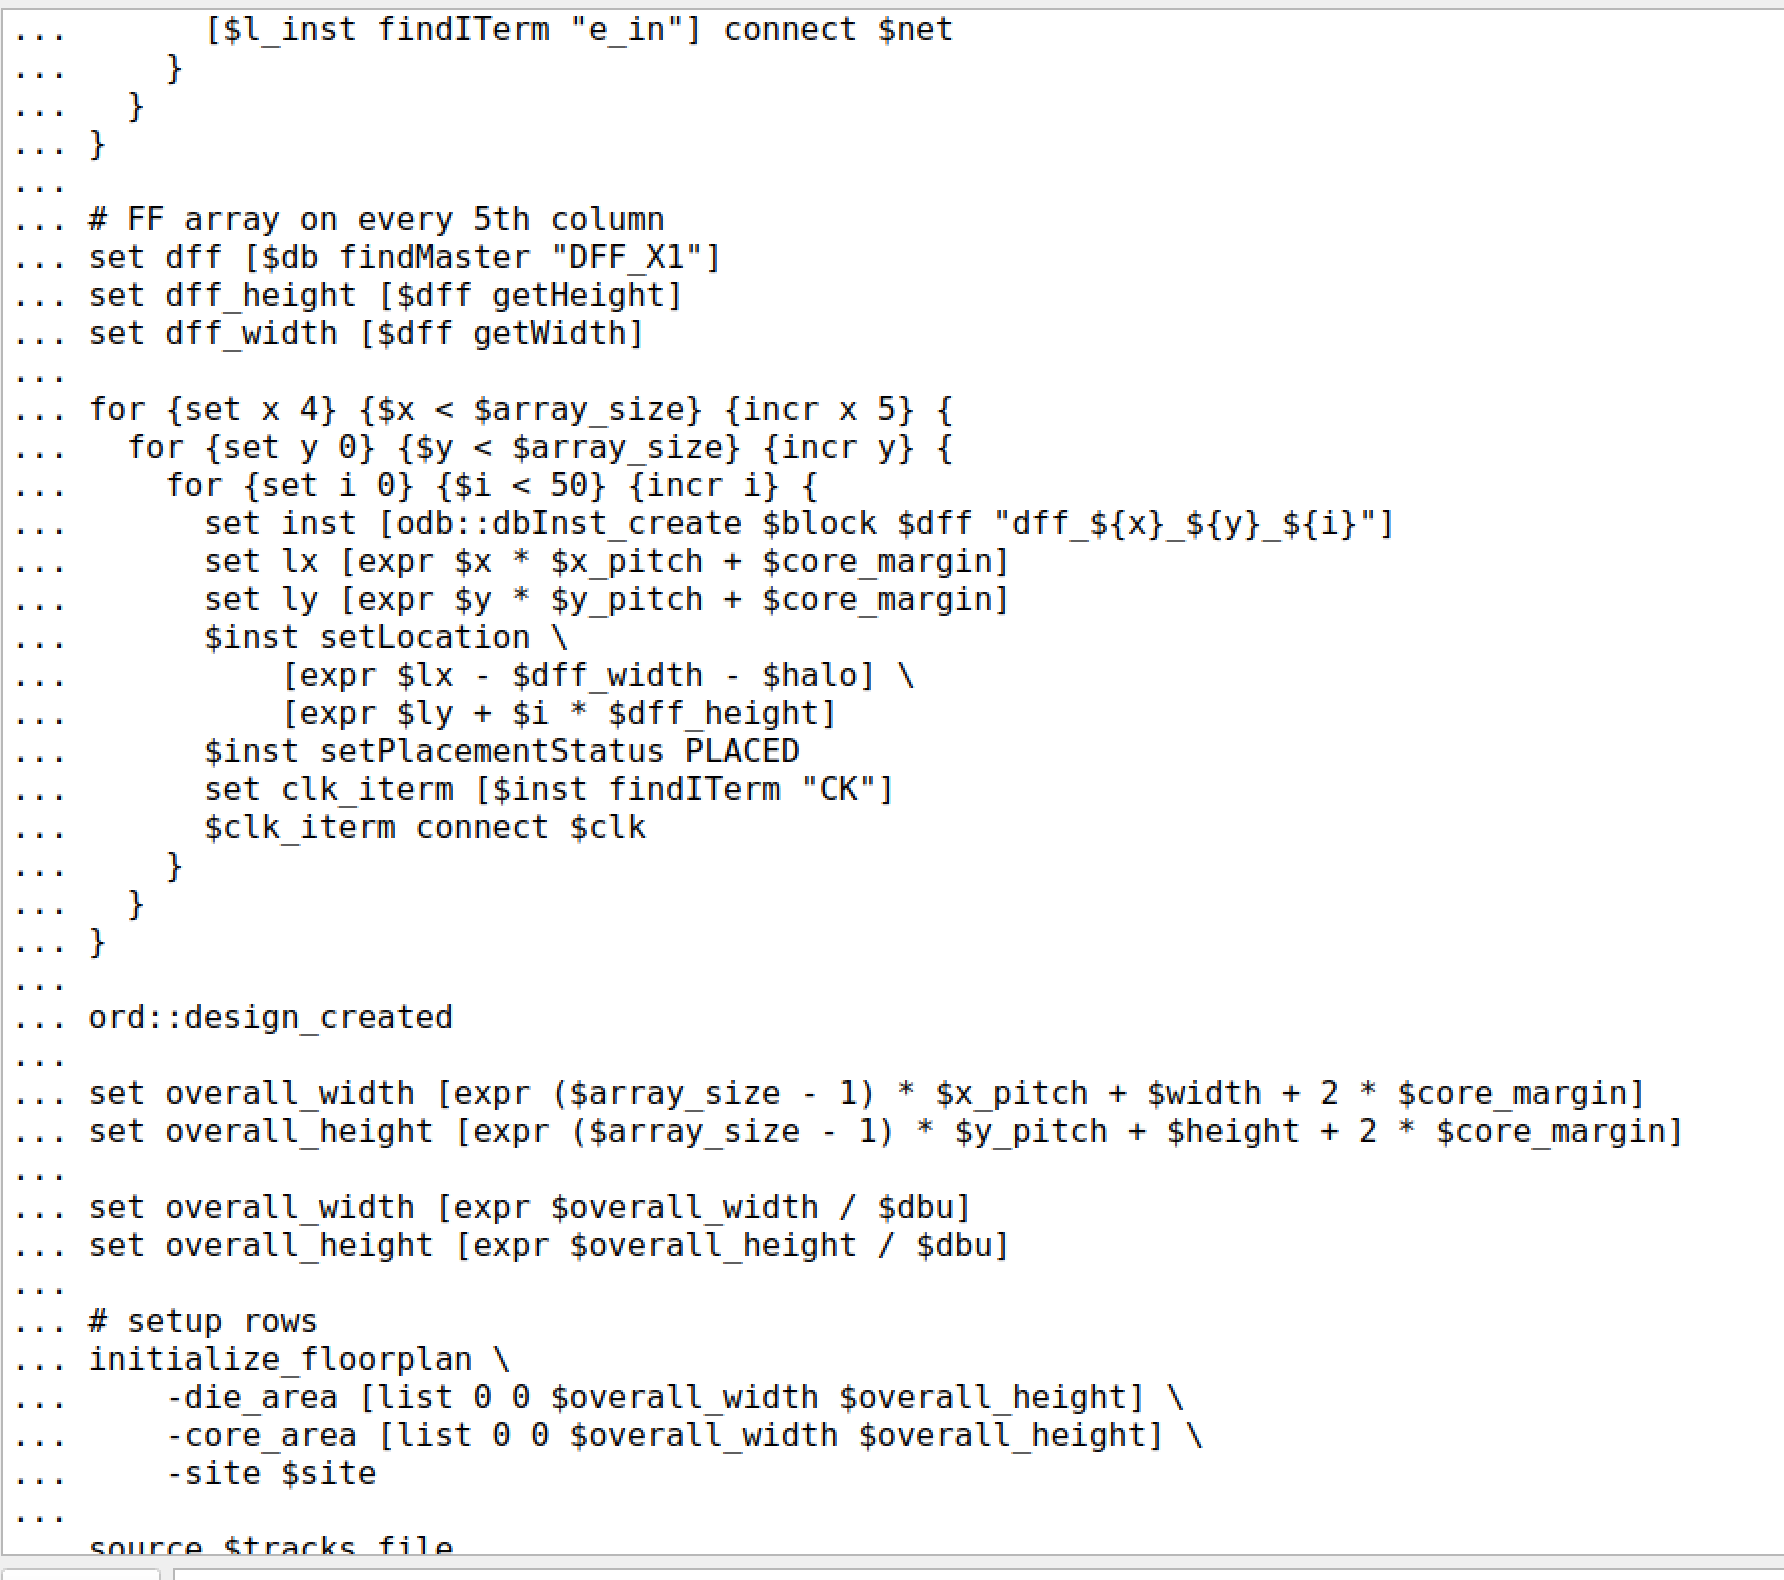 ...       [$l_inst findITerm "e_in"] connect $net
...     }
...   }
... }
...
... # FF array on every 5th column
... set dff [$db findMaster "DFF_X1"]
... set dff_height [$dff getHeight]
... set dff_width [$dff getWidth]
...
... for {set x 4} {$x < $array_size} {incr x 5} {
...   for {set y 0} {$y < $array_size} {incr y} {
...     for {set i 0} {$i < 50} {incr i} {
...       set inst [odb::dbInst_create $block $dff "dff_${x}_${y}_${i}"]
...       set lx [expr $x * $x_pitch + $core_margin]
...       set ly [expr $y * $y_pitch + $core_margin]
...       $inst setLocation \
...           [expr $lx - $dff_width - $halo] \
...           [expr $ly + $i * $dff_height]
...       $inst setPlacementStatus PLACED
...       set clk_iterm [$inst findITerm "CK"]
...       $clk_iterm connect $clk
...     }
...   }
... }
...
... ord::design_created
...
... set overall_width [expr ($array_size - 1) * $x_pitch + $width + 2 * $core_margin]
... set overall_height [expr ($array_size - 1) * $y_pitch + $height + 2 * $core_margin]
...
... set overall_width [expr $overall_width / $dbu]
... set overall_height [expr $overall_height / $dbu]
...
... # setup rows
... initialize_floorplan \
...     -die_area [list 0 0 $overall_width $overall_height] \
...     -core_area [list 0 0 $overall_width $overall_height] \
...     -site $site
...
source $tracks_file